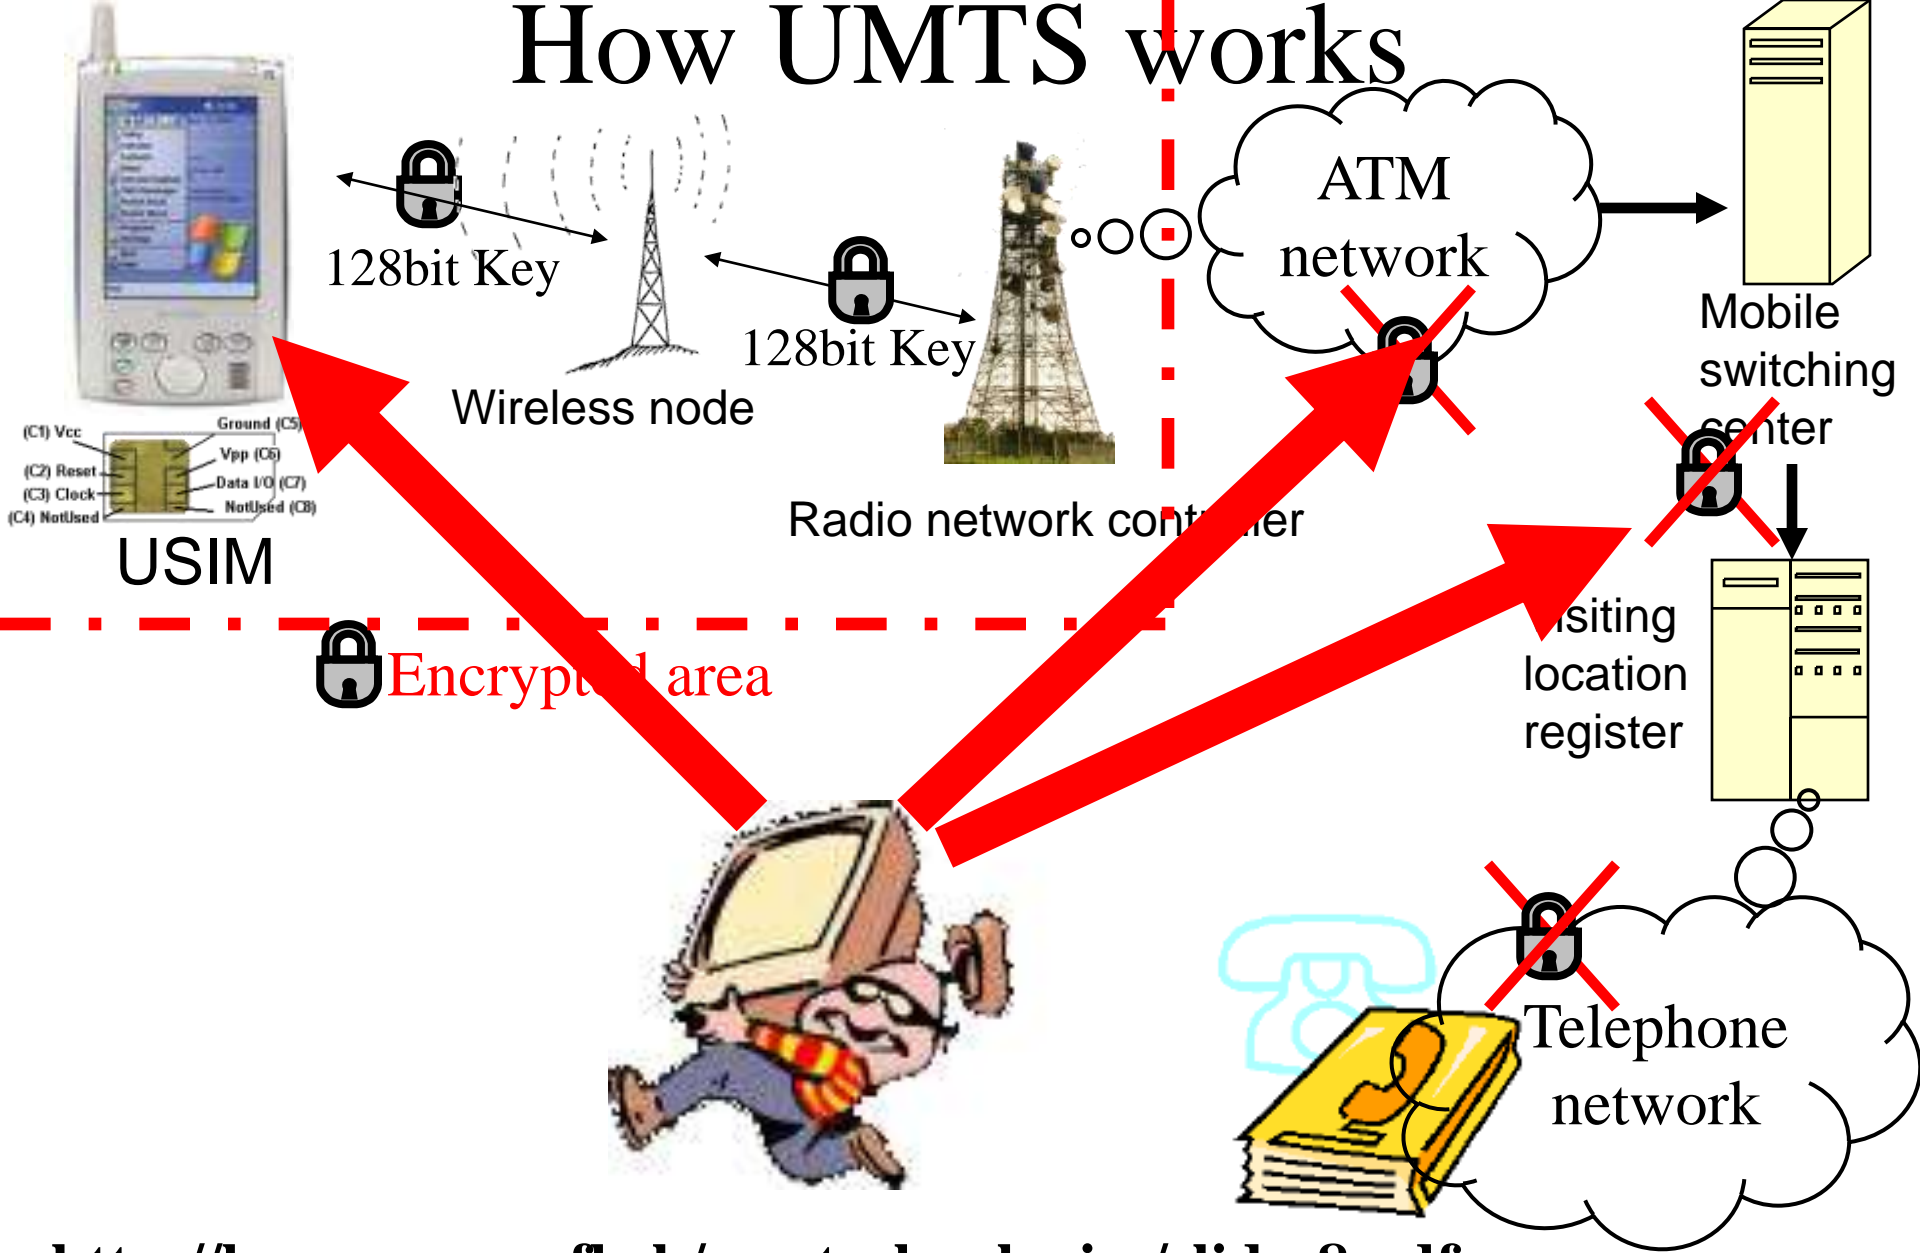 How UMTS works
ATM
network
128bit Key
128bit Key
Mobile
switching
center
Wireless node
(C1) Vcc
Ground (C5)
Vpp (C6)
(C2) Reset
Data I/O (C7)
(C3) Clock
NotUsed (C8)
(C4) NotUsed
Radio network controller
USIM
Visiting
location
register
Encrypted area
Telephone
network